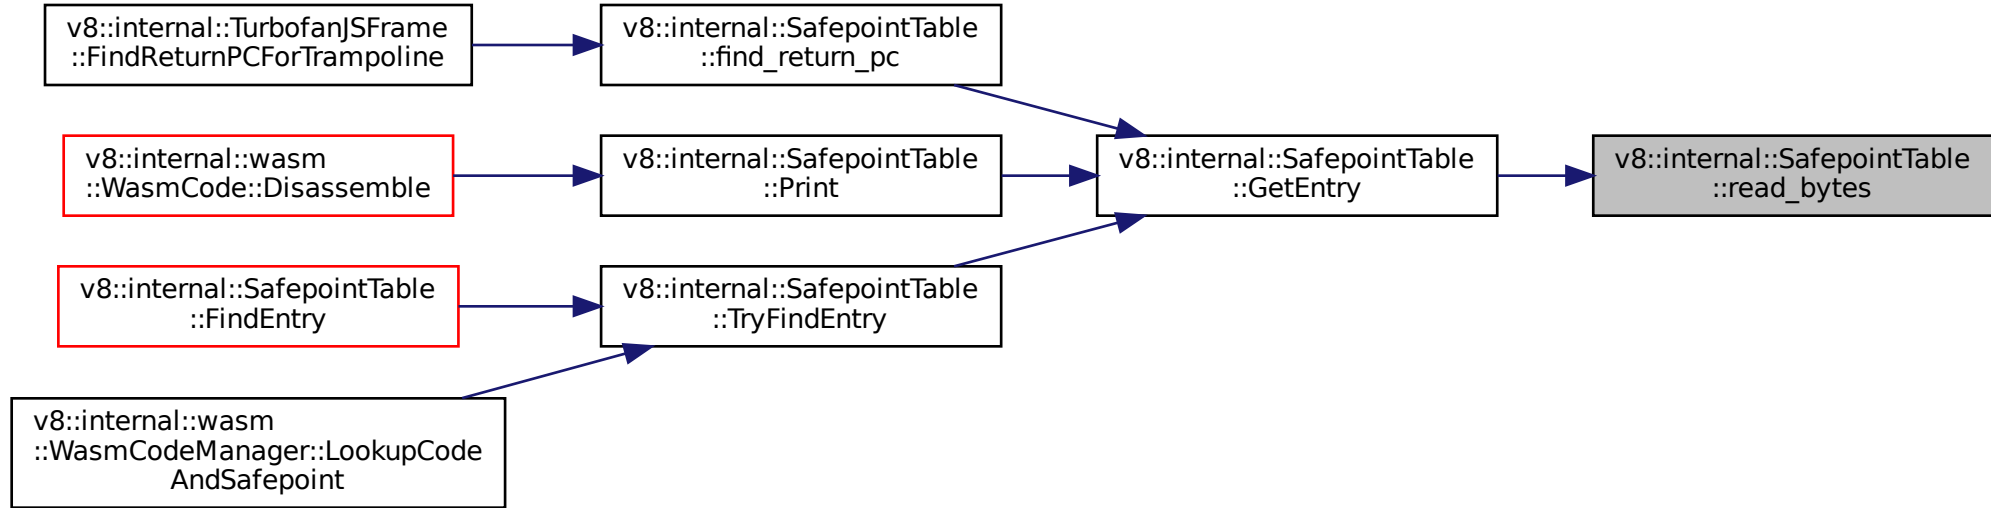 v8::internal::TurbofanJSFrame
::FindReturnPCForTrampoline
v8::internal::SafepointTable
::find_return_pc
v8::internal::wasm
::WasmCode::Disassemble
v8::internal::SafepointTable
::Print
v8::internal::SafepointTable
::GetEntry
v8::internal::SafepointTable
::read_bytes
v8::internal::SafepointTable
::FindEntry
v8::internal::SafepointTable
::TryFindEntry
v8::internal::wasm
::WasmCodeManager::LookupCode
AndSafepoint